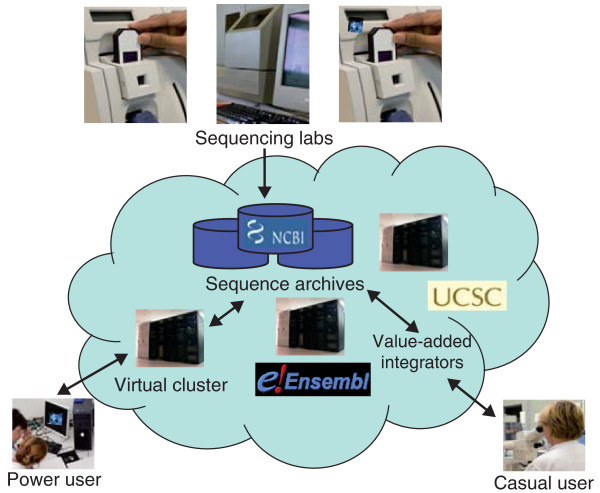 Sequencing labs
NCBI
Sequence archives
UCSC
Value-added
integrators
Virtual cluster
e!Ensembl
Power user
Casual user